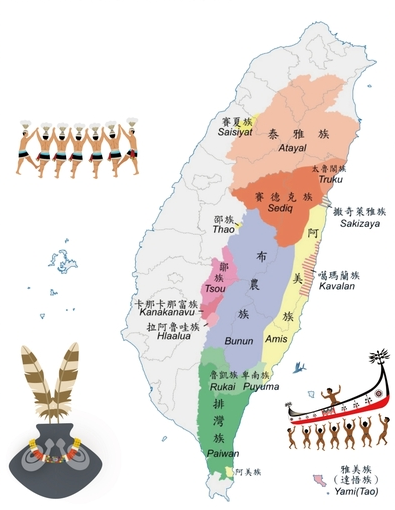 賽夏族
Saisiyat
泰雅族
Atayal
太魯閣族
Truku
賽德克族
Sediq
撒奇萊雅族
Sakizaya
邵族
Thao
阿美族
Amis
布農族
Bunun
鄒族
Tsou
噶瑪蘭族
Kavalan
卡那卡那富族
Kanakanavu
拉阿魯哇族
Hlaalua
魯凱族
Rukai
卑南族
Puyuma
排灣族
Paiwan
阿美族
雅美族
(達悟族)
Yami(Tao)